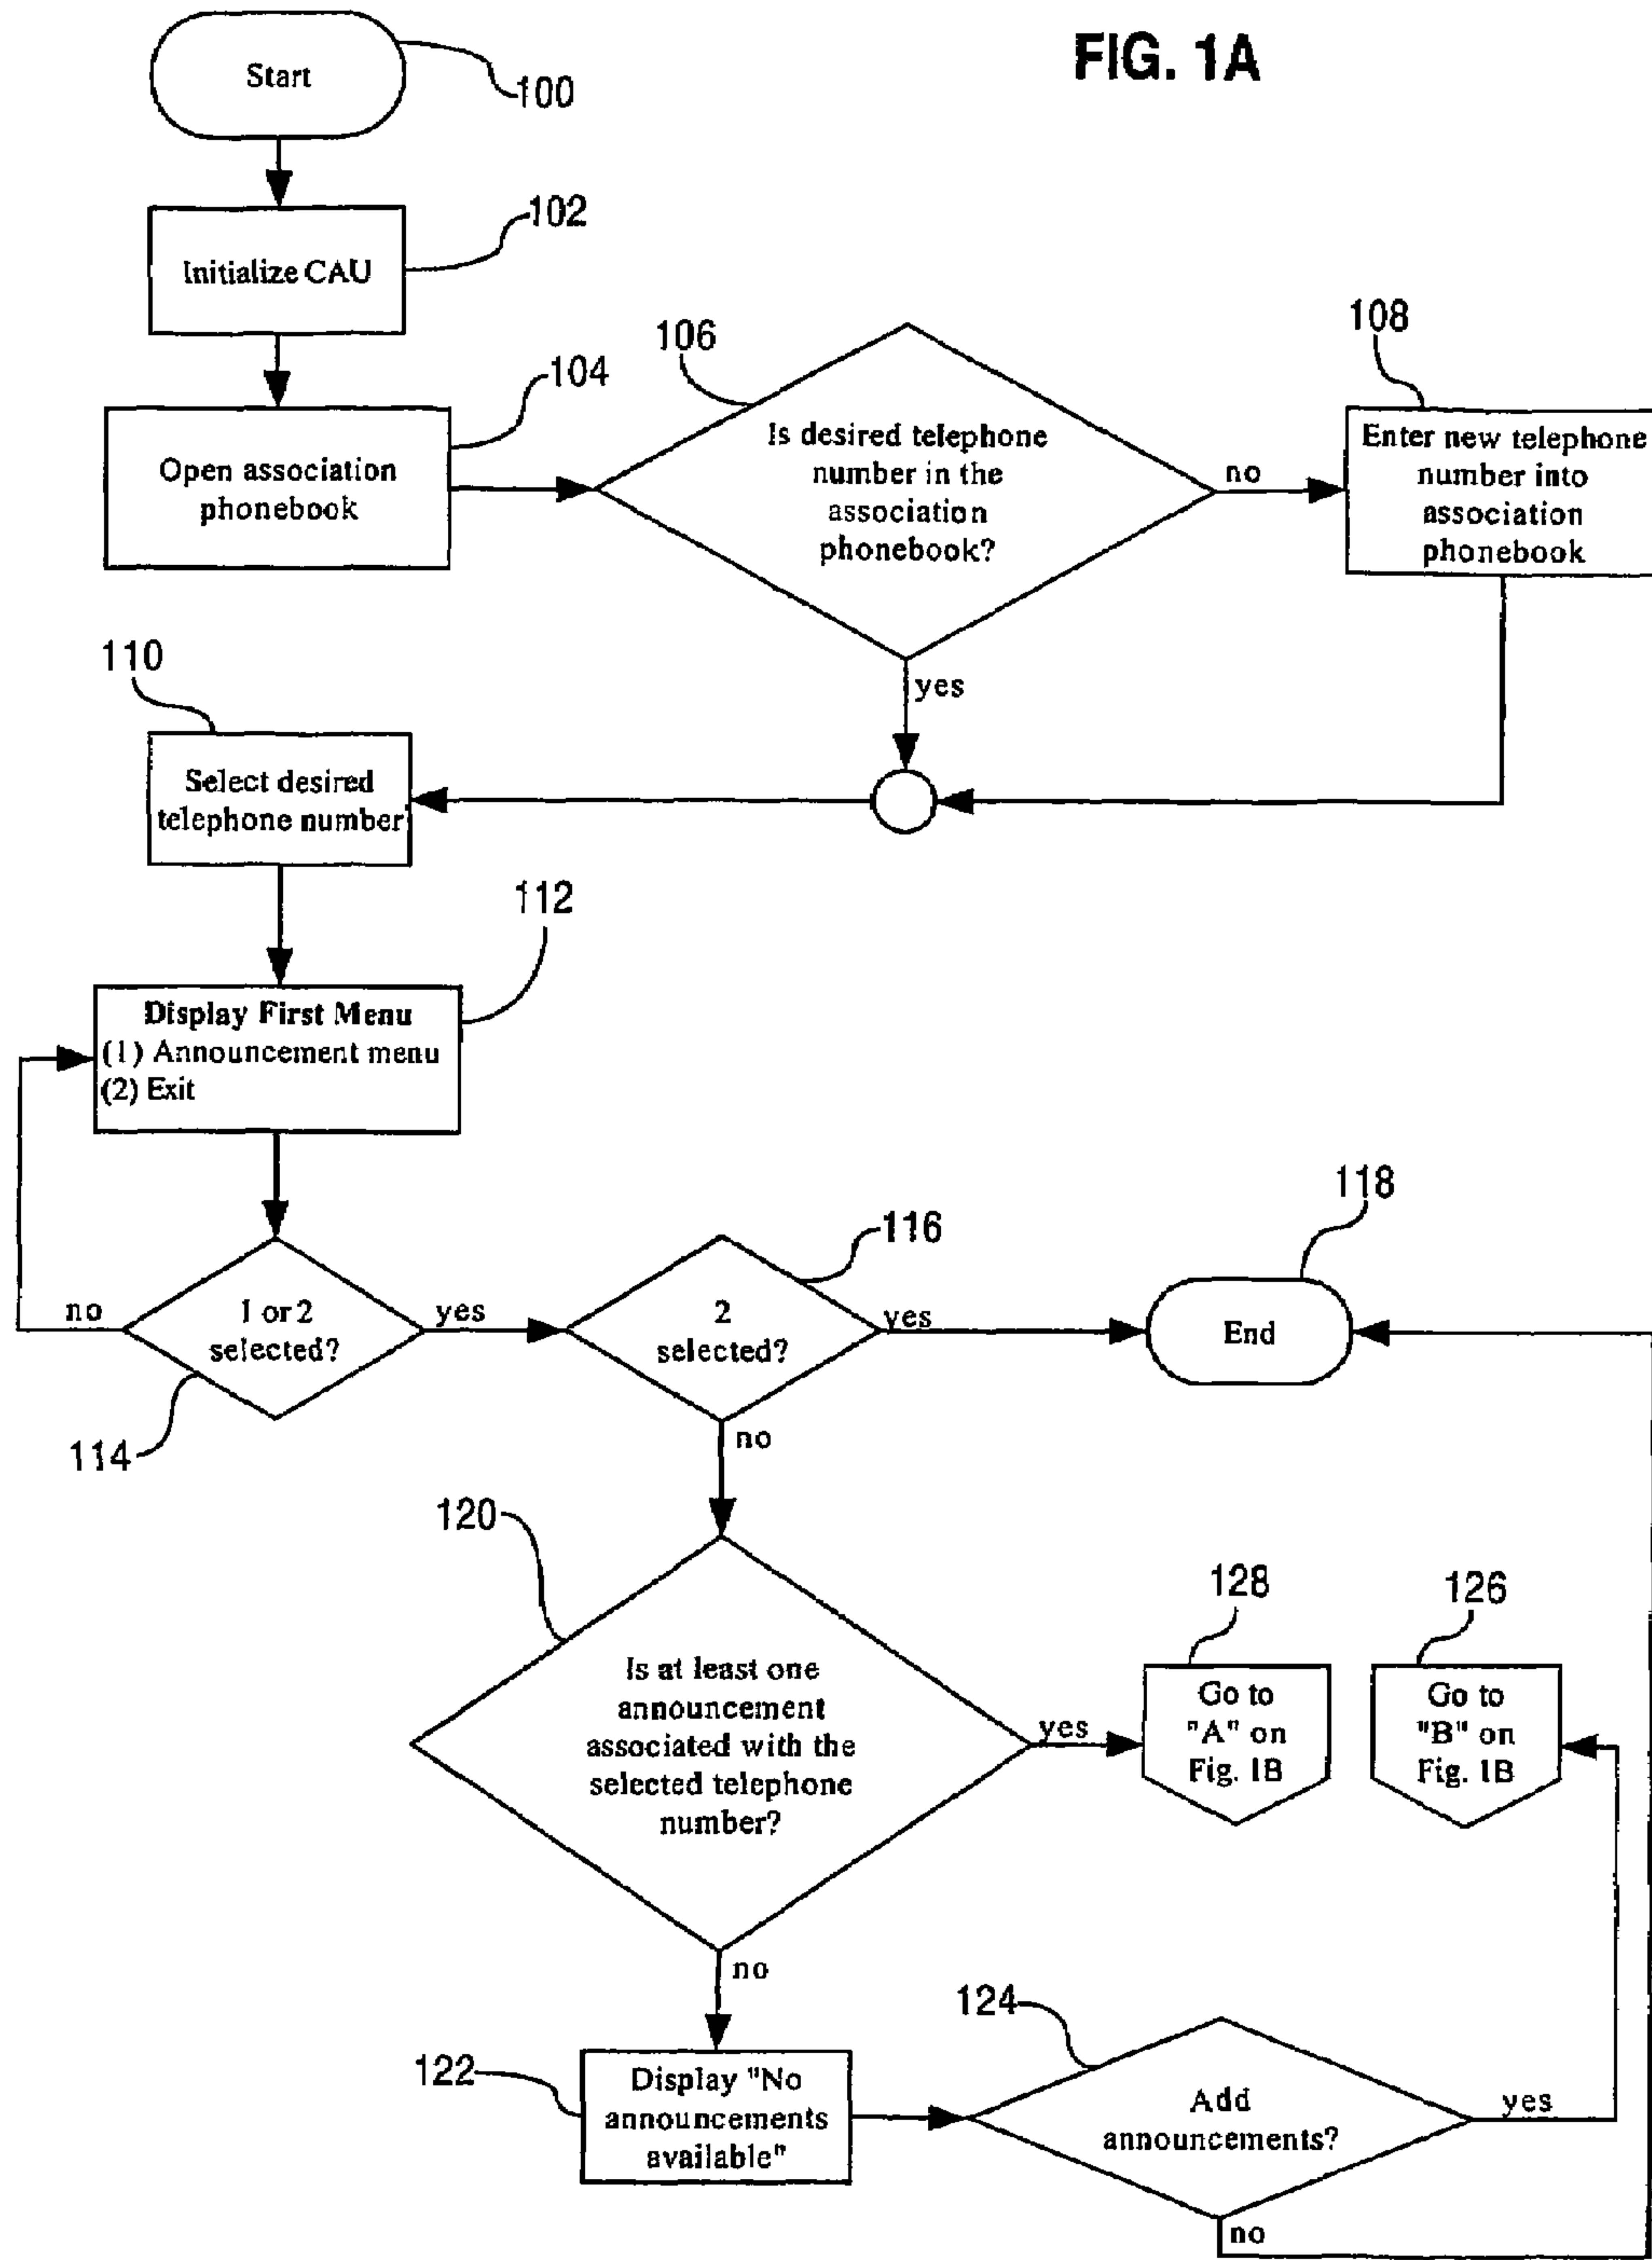 FIG. 1A
Start
100
Initialize CAU
102
Open association
phonebook
104
106
Is desired telephone
number in the
association
phonebook?
no
yes
108
Enter new telephone
number into
association
phonebook
110
Select desired
telephone number
112
Display First Menu
(1) Announcement menu
(2) Exit
114
1 or 2
selected?
no
yes
116
2
selected?
yes
no
118
End
120
Is at least one
announcement
associated with the
selected telephone
number?
yes
no
128
Go to
"A" on
Fig. 1B
126
Go to
"B" on
Fig. 1B
122
Display "No
announcements
available"
124
Add
announcements?
yes
no